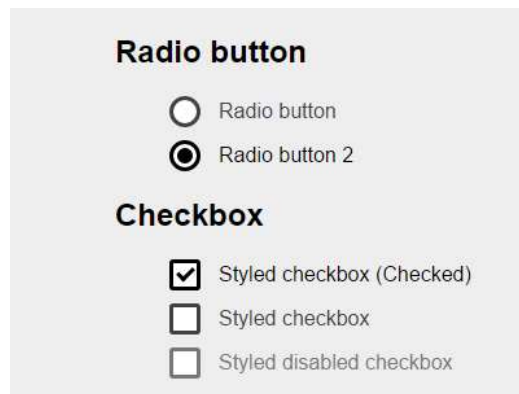 Radio button
Radio button
Radio button 2
Checkbox
Styled checkbox (Checked)
Styled checkbox
Styled disabled checkbox